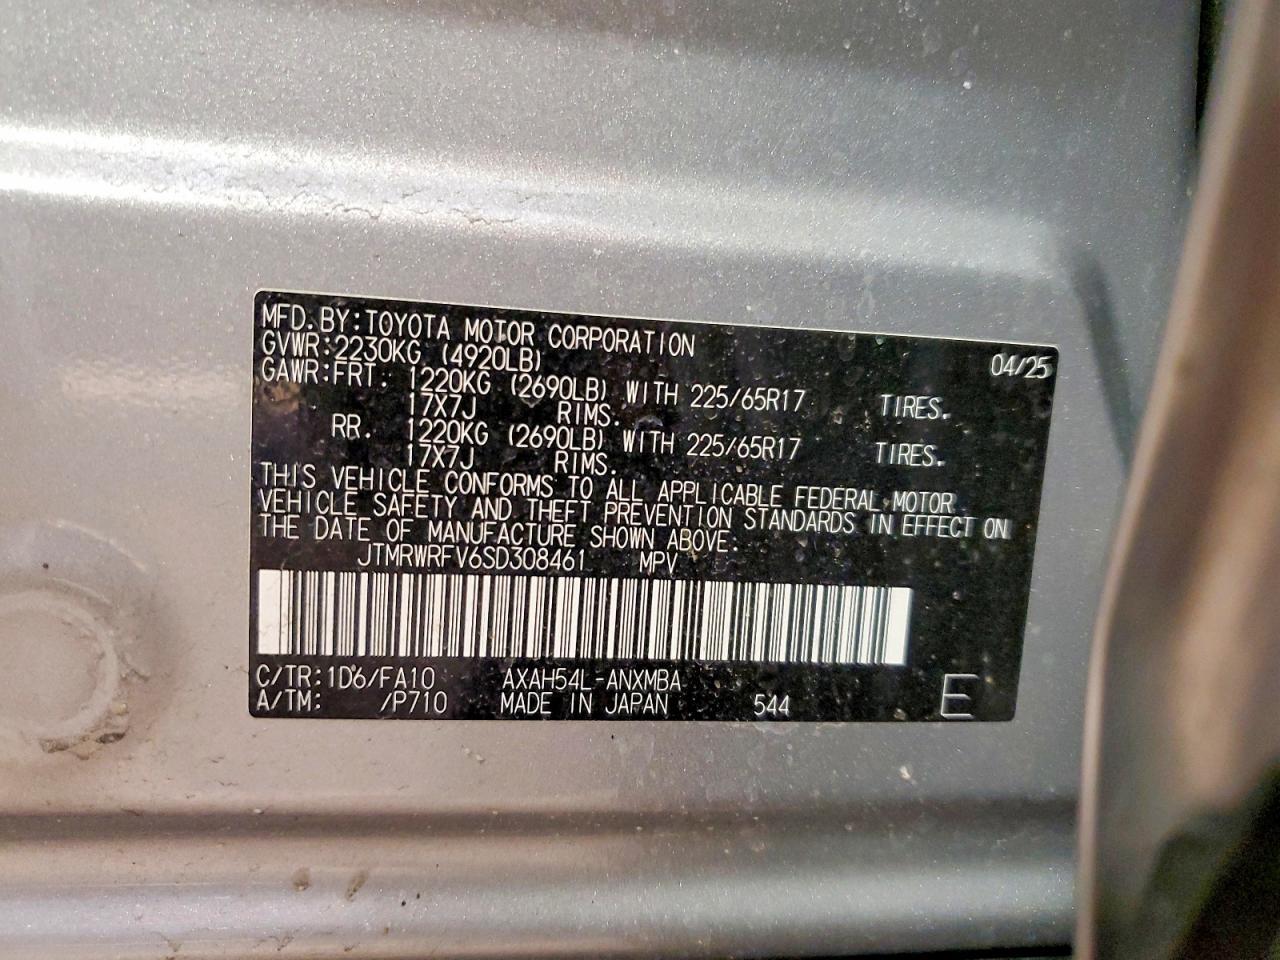 MFD.BY:TOYOTA MOTOR CORPORATION 04/25
GVWR:2230KG (4920LB)
GAWR:FRT: 1220KG (2690LB) WITH 225/65R17 TIRES.
17X7J RIMS.
RR. 1220KG (2690LB) WITH 225/65R17 TIRES.
17X7J RIMS.
THIS VEHICLE CONFORMS TO ALL APPLICABLE FEDERAL MOTOR
VEHICLE SAFETY AND THEFT PREVENTION STANDARDS IN EFFECT ON
THE DATE OF MANUFACTURE SHOWN ABOVE.
JTMRWRFV6SD308461 MPV
C/TR:1D6/FA10 AXAH54L-ANXMBA
A/TM: /P710 MADE IN JAPAN 544 E